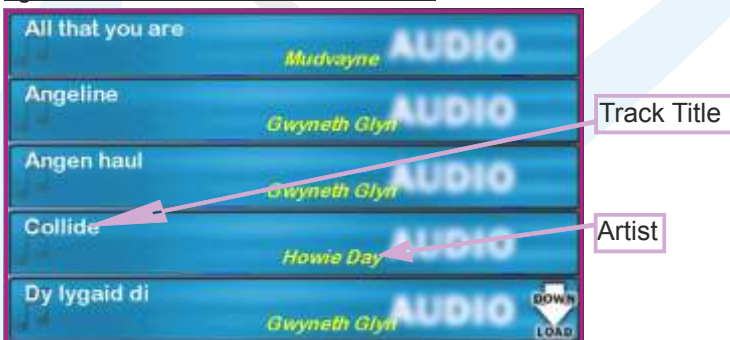 All that you are
AUDIO
Mudvayne
Angeline
AUDIO
Gwyneth Glyn
Track Title
Angen haul
AUDIO
Gwyneth Glyn
Collide
AUDIO
Howie Day
Artist
Dy lygaid di
AUDIO
Gwyneth Glyn
DOWN
LOAD